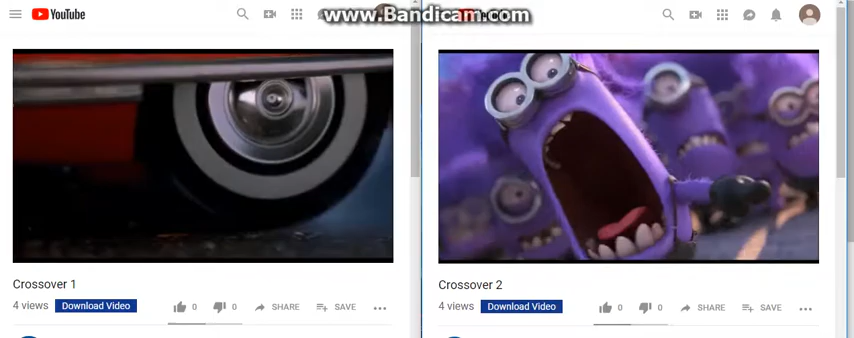 YouTube
www.Bandicam.com
Crossover 1
4 views Download Video 0 0 SHARE SAVE
Crossover 2
4 views Download Video 0 0 SHARE SAVE